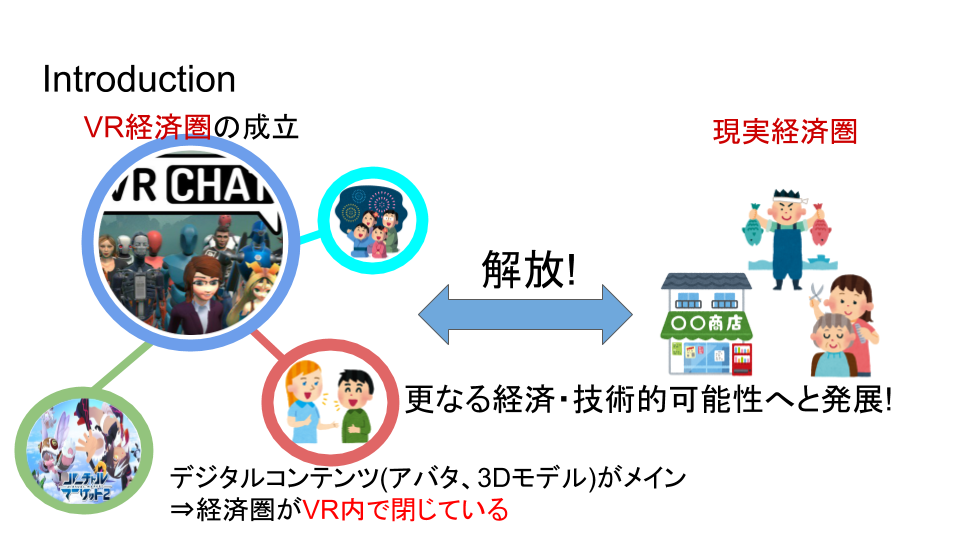 Introduction
VR経済圏の成立
現実経済圏
VR CHAT
解放!
〇〇商店
更なる経済・技術的可能性へと発展!
バーチャル
マーケット2
デジタルコンテンツ(アバタ、3Dモデル)がメイン
⇒経済圏がVR内で閉じている